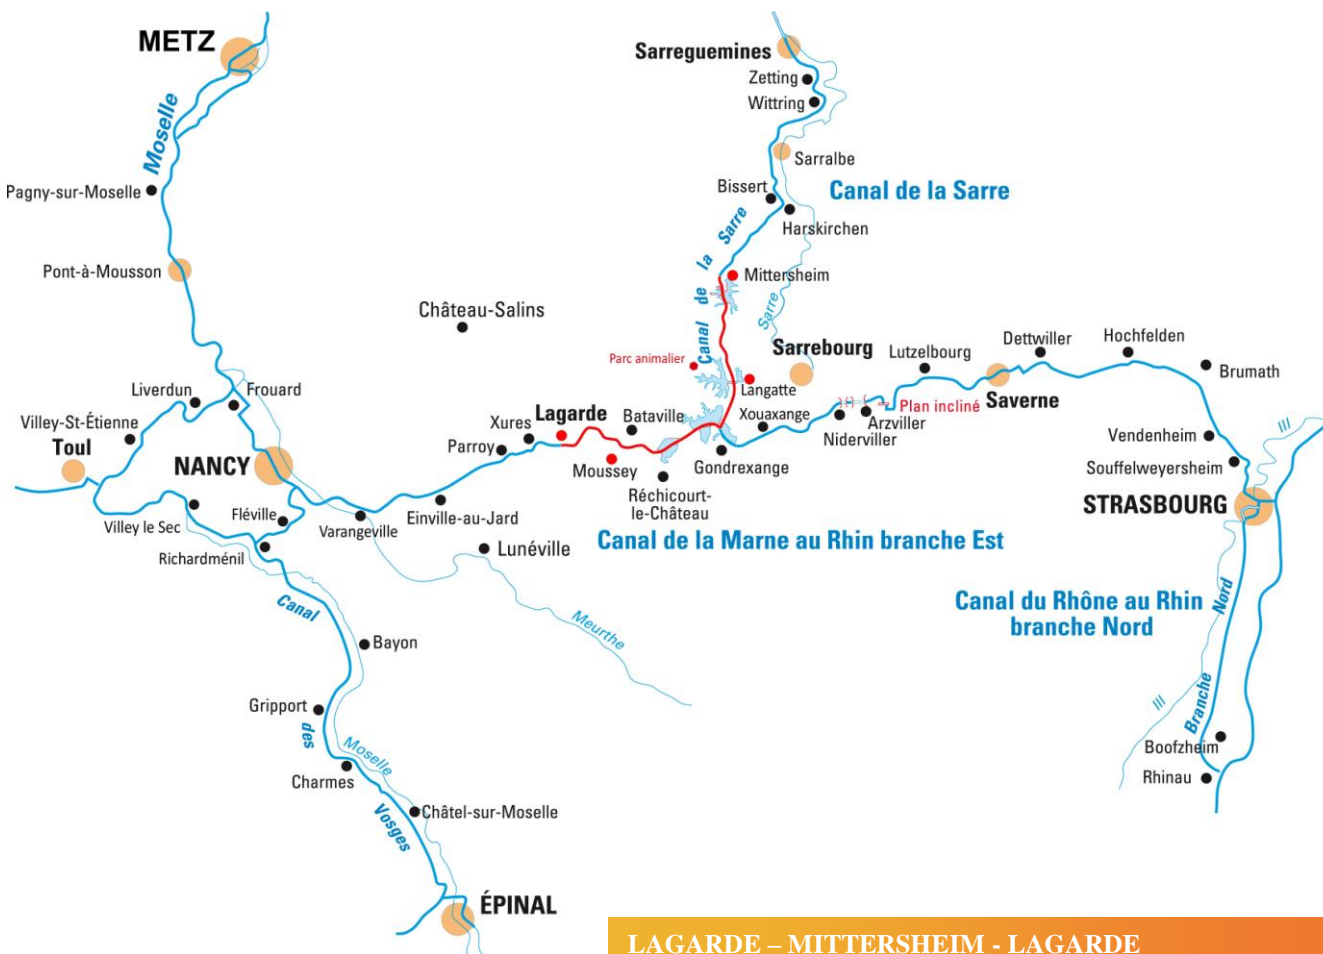 METZ
Sarreguemines
Zetting
Wittring
Moselle
Sarralbe
Pagny-sur-Moselle
Bissert
Canal de la Sarre
Harskirchen
Canal de la Sarre
Pont-à-Mousson
Mittersheim
Château-Salins
Sarre
Parc animalier
Sarrebourg
Lutzelbourg
Dettwiller
Hochfelden
Brumath
Langatte
Liverdun
Frouard
Villey-St-Étienne
Toul
Xures
Lagarde
Bataville
Xouaxange
Plan incliné
Saverne
Arzviller
Niderviller
Parroy
NANCY
Moussey
Gondrexange
Vendenheim
Souffelweyersheim
Ill
Réchicourt-
le-Château
STRASBOURG
Villey le Sec
Fléville
Varangeville
Einville-au-Jard
Richardménil
Lunéville
Canal de la Marne au Rhin branche Est
Canal du Rhône au Rhin
branche Nord
Canal des Vosges
Bayon
Meurthe
Gripport
Moselle
Charmes
Châtel-sur-Moselle
Branche Nord
Ill
Boofzheim
Rhinau
ÉPINAL
LAGARDE – MITTERSHEIM - LAGARDE